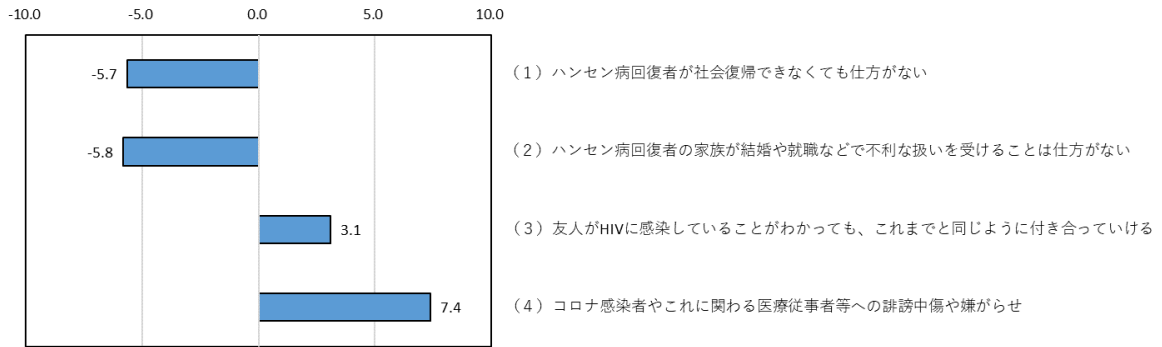 -10.0 -5.0 0.0 5.0 10.0
-5.7 （1）ハンセン病回復者が社会復帰できなくても仕方がない
-5.8 （2）ハンセン病回復者の家族が結婚や就職などで不利な扱いを受けることは仕方がない
3.1 （3）友人がHIVに感染していることがわかっても、これまでと同じように付き合っていける
7.4 （4）コロナ感染者やこれに関わる医療従事者等への誹謗中傷や嫌がらせ